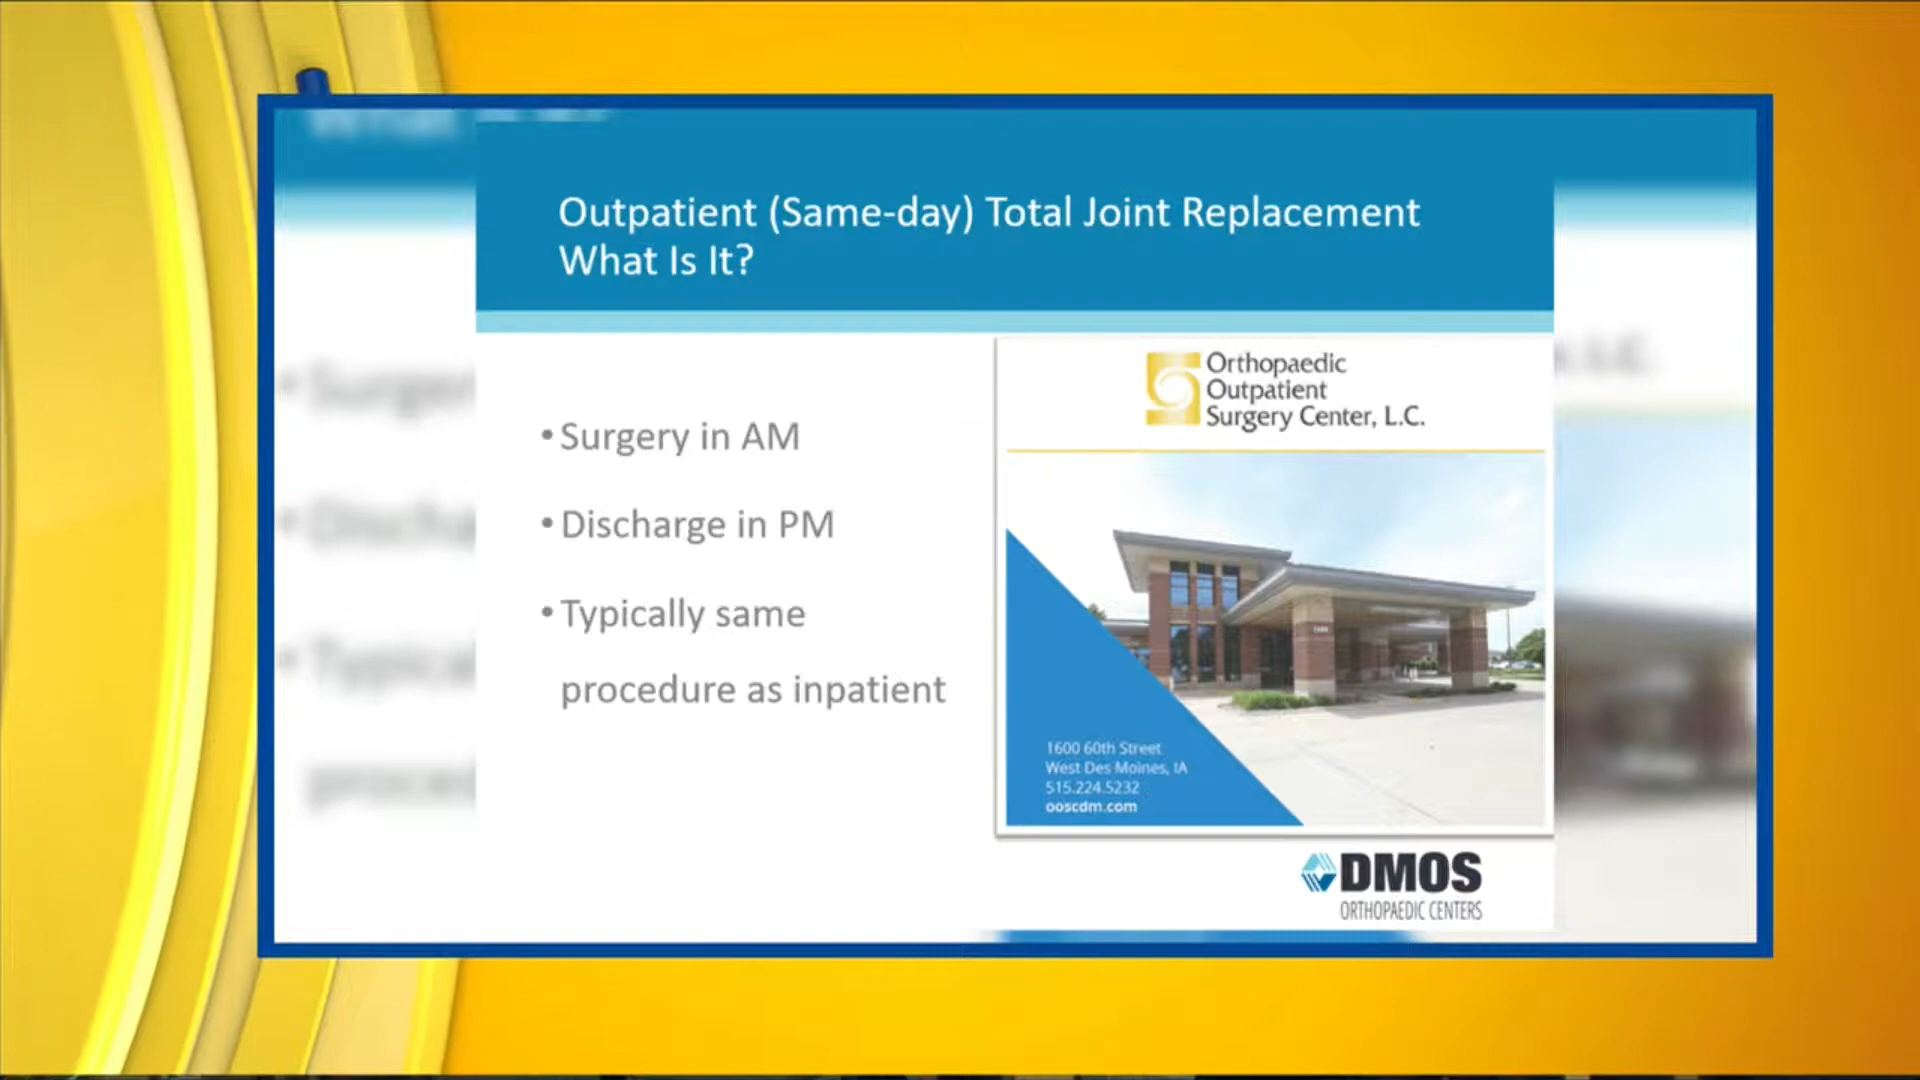 Outpatient (Same-day) Total Joint Replacement
What Is It?
• Surgery in AM
• Discharge in PM
• Typically same
procedure as inpatient
Orthopaedic
Outpatient
Surgery Center, L.C.
1600 60th Street
West Des Moines, IA
515.224.5232
ooscdm.com
DMOS
ORTHOPAEDIC CENTERS